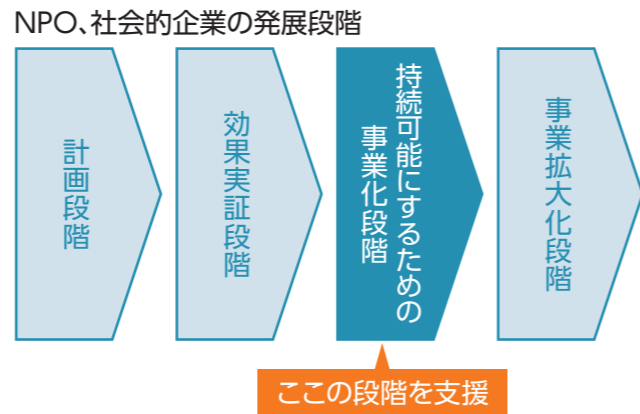 NPO、社会的企業の発展段階
計画段階
効果実証段階
持続可能にするための
事業化段階
事業拡大化段階
ここの段階を支援